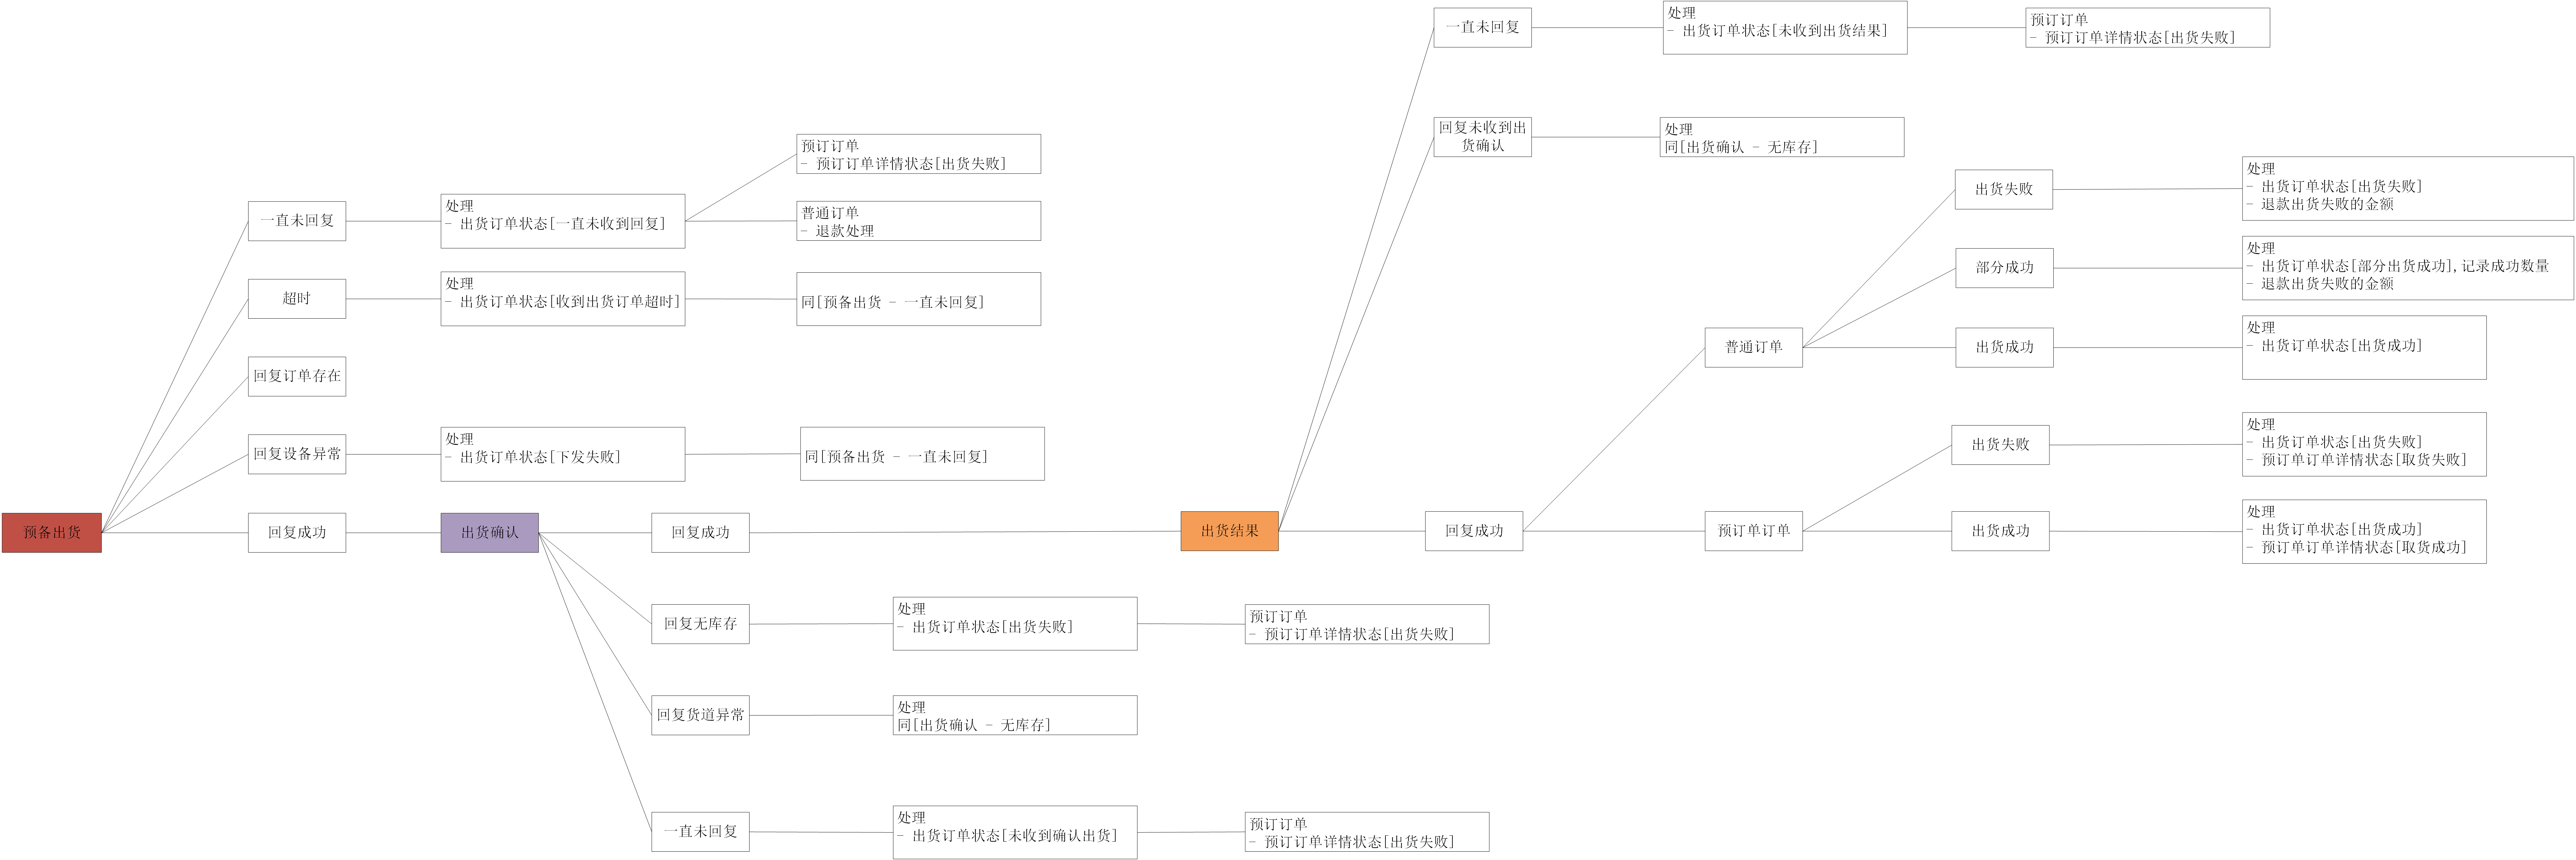 一直未回复
处理
- 出货订单状态[未收到出货结果]
预订订单
- 预订订单详情状态[出货失败]
回复未收到出
货确认
处理
同[出货确认 - 无库存]
预订订单
- 预订订单详情状态[出货失败]
一直未回复
处理
- 出货订单状态[一直未收到回复]
普通订单
- 退款处理
超时
处理
- 出货订单状态[收到出货订单超时]
同[预备出货 - 一直未回复]
回复订单存在
回复设备异常
处理
- 出货订单状态[下发失败]
同[预备出货 - 一直未回复]
出货失败
处理
- 出货订单状态[出货失败]
- 退款出货失败的金额
部分成功
处理
- 出货订单状态[部分出货成功],记录成功数量
- 退款出货失败的金额
普通订单
出货成功
处理
- 出货订单状态[出货成功]
出货失败
处理
- 出货订单状态[出货失败]
- 预订单订单详情状态[取货失败]
预备出货
回复成功
出货确认
回复成功
出货结果
回复成功
预订单订单
出货成功
处理
- 出货订单状态[出货成功]
- 预订单订单详情状态[取货成功]
回复无库存
处理
- 出货订单状态[出货失败]
预订订单
- 预订订单详情状态[出货失败]
回复货道异常
处理
同[出货确认 - 无库存]
一直未回复
处理
- 出货订单状态[未收到确认出货]
预订订单
- 预订订单详情状态[出货失败]